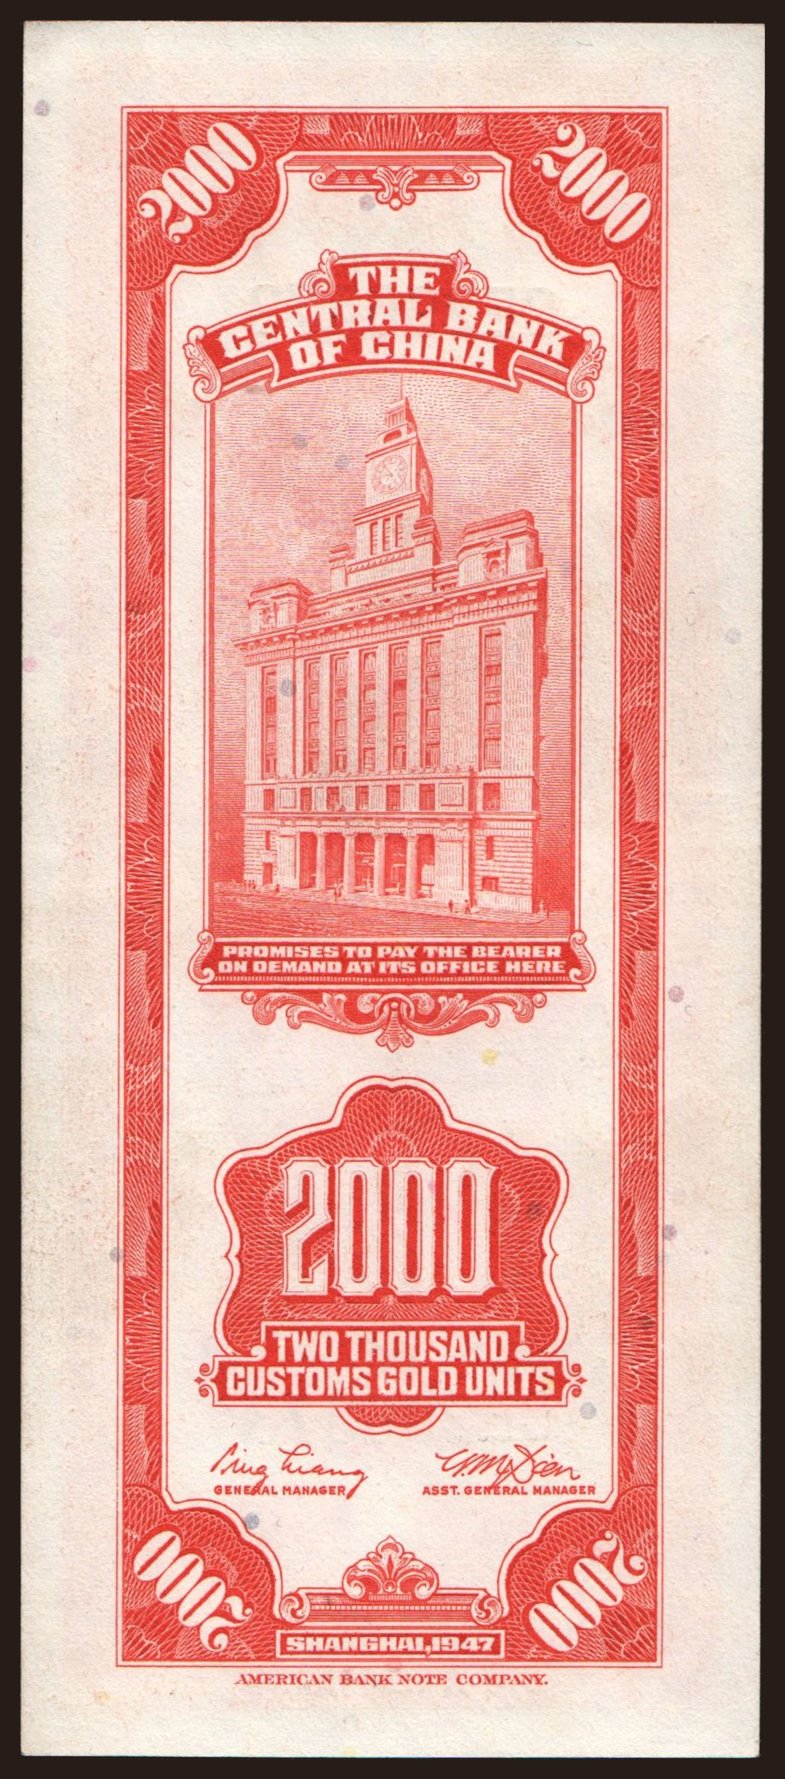 2000 2000
THE
CENTRAL BANK
OF CHINA
PROMISES TO PAY THE BEARER
ON DEMAND AT ITS OFFICE HERE
2000
TWO THOUSAND
CUSTOMS GOLD UNITS
GENERAL MANAGER ASST. GENERAL MANAGER
2000 2000
SHANGHAI, 1947
AMERICAN BANK NOTE COMPANY.